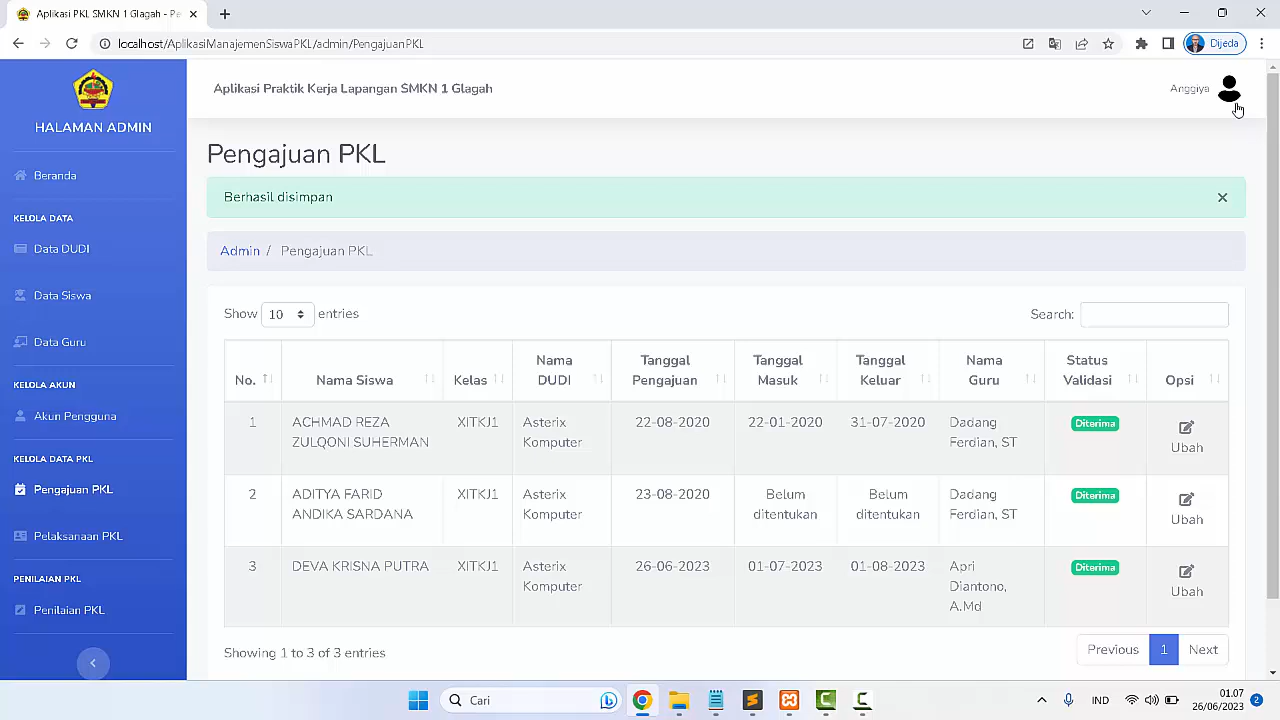 Aplikasi PKL SMKN 1 Glagah - Pe
localhost/AplikasiManajemenSiswaPKL/admin/PengajuanPKL
Dijeda
HALAMAN ADMIN
Beranda
KELOLA DATA
Data DUDI
Data Siswa
Data Guru
KELOLA AKUN
Akun Pengguna
KELOLA DATA PKL
Pengajuan PKL
Pelaksanaan PKL
PENILAIAN PKL
Penilaian PKL
Aplikasi Praktik Kerja Lapangan SMKN 1 Glagah
Anggiya
Pengajuan PKL
Berhasil disimpan
Admin / Pengajuan PKL
Show 10 entries
Search:
No. Nama Siswa Kelas Nama DUDI Tanggal Pengajuan Tanggal Masuk Tanggal Keluar Nama Guru Status Validasi Opsi
1 ACHMAD REZA ZULQONI SUHERMAN XITKJ1 Asterix Komputer 22-08-2020 22-01-2020 31-07-2020 Dadang Ferdian, ST Diterima Ubah
2 ADITYA FARID ANDIKA SARDANA XITKJ1 Asterix Komputer 23-08-2020 Belum ditentukan Belum ditentukan Dadang Ferdian, ST Diterima Ubah
3 DEVA KRISNA PUTRA XITKJ1 Asterix Komputer 26-06-2023 01-07-2023 01-08-2023 Apri Diantono, A.Md Diterima Ubah
Showing 1 to 3 of 3 entries
Previous 1 Next
Cari
IND
01.07
26/06/2023
2